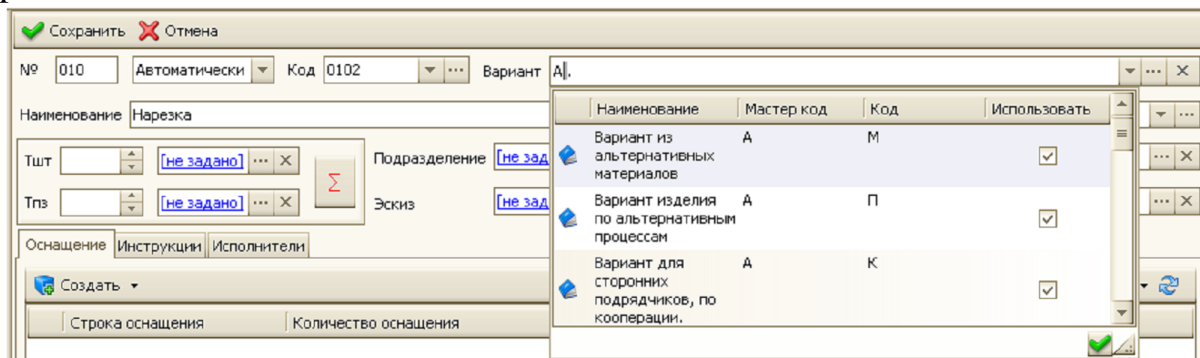 Сохранить Отмена
№ 010 Автоматически Код 0102 ... Вариант А. ...
Наименование Нарезка ...
Наименование Мастер код Код Использовать
Вариант из А М
альтернативных
материалов
Тшт [не задано] ... Σ Подразделение [не зад ...
Тпз [не задано] ... Эскиз [не зад ...
Вариант изделия А П
по альтернативным
процессам
Оснащение Инструкции Исполнители
Вариант для А К
сторонних
подрядчиков, по
кооперации.
Создать
Строка оснащения Количество оснащения